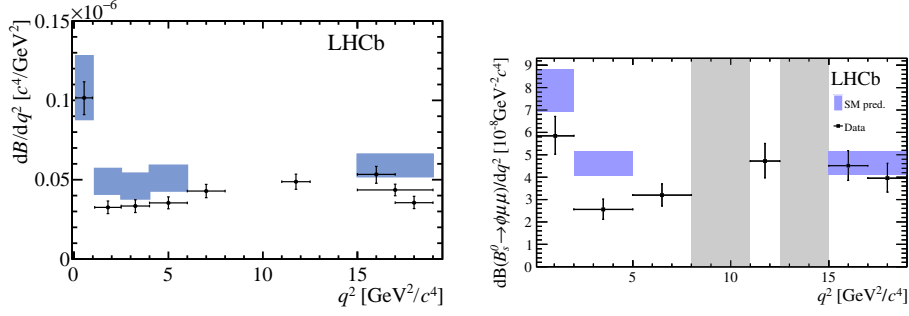 ×10⁻⁶
0.15
LHCb
0.1
0.05
0
dB/dq² [c⁴/GeV²]
0 5 10 15
q² [GeV²/c⁴]
9
8
7
6
5
4
3
2
1
0
dB(B⁰ₛ→ϕμμ)/dq² [10⁻⁸GeV⁻²c⁴]
LHCb
SM pred.
Data
5 10 15
q² [GeV²/c⁴]